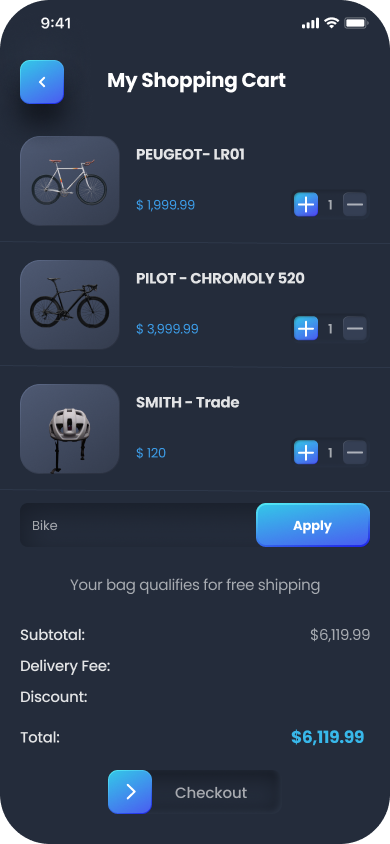 9:41
My Shopping Cart
PEUGEOT- LR01
$ 1,999.99
1
PILOT - CHROMOLY 520
$ 3,999.99
1
SMITH - Trade
$ 120
1
Bike
Apply
Your bag qualifies for free shipping
Subtotal: $6,119.99
Delivery Fee:
Discount:
Total: $6,119.99
Checkout